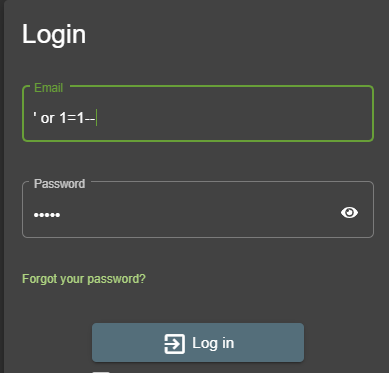 Login
Email
' or 1=1--
Password
•••••
Forgot your password?
Log in